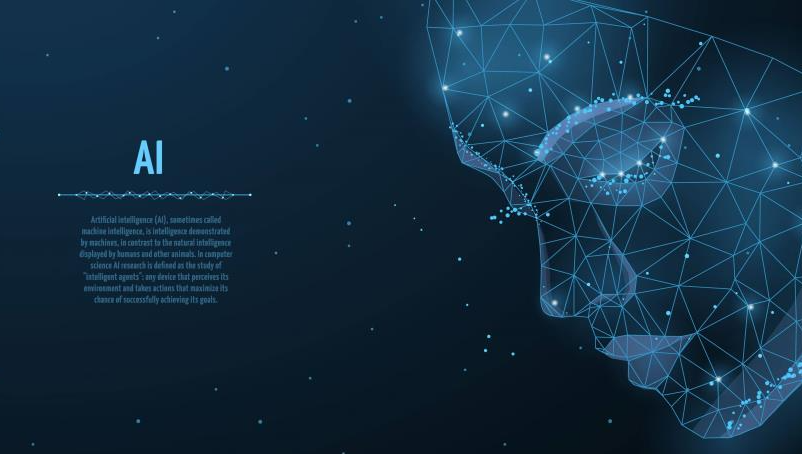 AI
Artificial intelligence (AI), sometimes called
machine intelligence, is intelligence demonstrated
by machines, in contrast to the natural intelligence
displayed by humans and other animals. In computer
science AI research is defined as the study of
"intelligent agents": any device that perceives its
environment and takes actions that maximize its
chance of successfully achieving its goals.